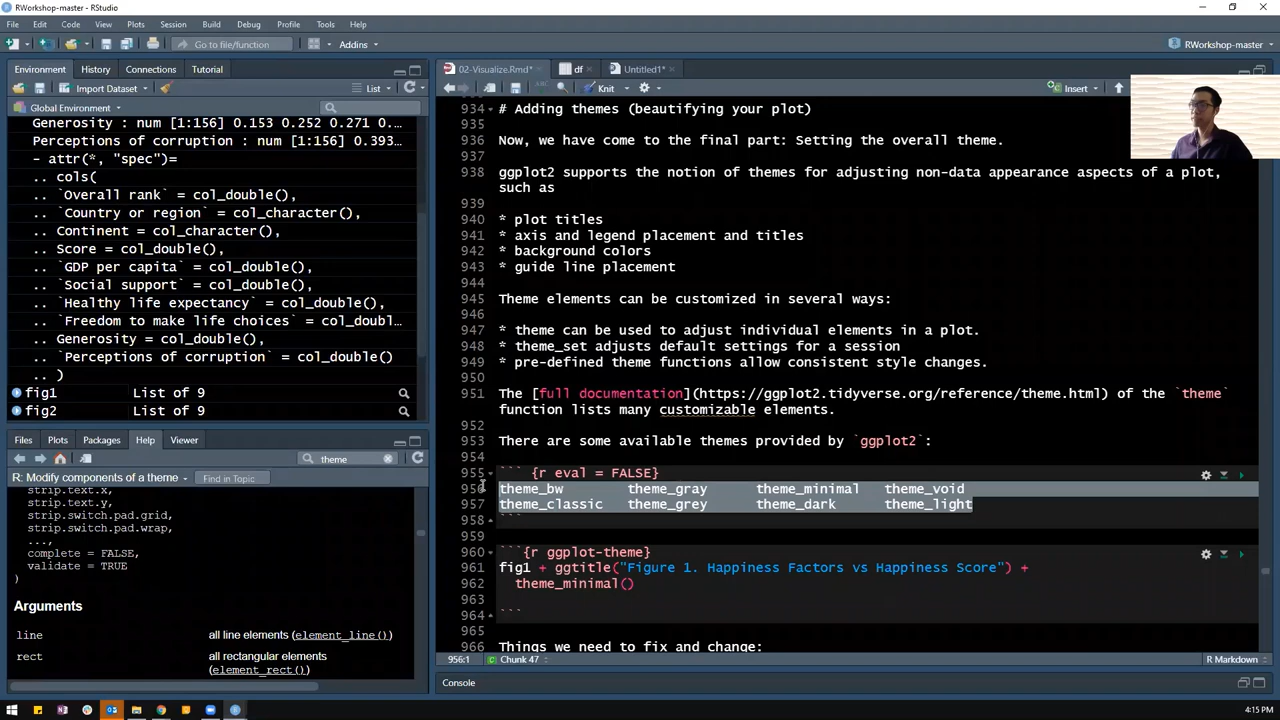 RWorkshop-master - RStudio
File Edit Code View Plots Session Build Debug Profile Tools Help
Go to file/function Addins RWorkshop-master
Environment History Connections Tutorial
Import Dataset List
Global Environment
Generosity : num [1:156] 0.153 0.252 0.271 0....
Perceptions of corruption : num [1:156] 0.393...
- attr(*, "spec")=
.. cols(
.. `Overall rank` = col_double(),
.. `Country or region` = col_character(),
.. Continent = col_character(),
.. Score = col_double(),
.. `GDP per capita` = col_double(),
.. `Social support` = col_double(),
.. `Healthy life expectancy` = col_double(),
.. `Freedom to make life choices` = col_doubl...
.. Generosity = col_double(),
.. `Perceptions of corruption` = col_double()
.. )
fig1 List of 9
fig2 List of 9
Files Plots Packages Help Viewer
theme
R: Modify components of a theme Find in Topic
strip.text.x,
strip.text.y,
strip.switch.pad.grid,
strip.switch.pad.wrap,
...,
complete = FALSE,
validate = TRUE
)
Arguments
line all line elements (element_line())
rect all rectangular elements
(element_rect())
02-Visualize.Rmd* df Untitled1*
Knit Insert
934 # Adding themes (beautifying your plot)
935
936 Now, we have come to the final part: Setting the overall theme.
937
938 ggplot2 supports the notion of themes for adjusting non-data appearance aspects of a plot,
such as
939
940 * plot titles
941 * axis and legend placement and titles
942 * background colors
943 * guide line placement
944
945 Theme elements can be customized in several ways:
946
947 * theme can be used to adjust individual elements in a plot.
948 * theme_set adjusts default settings for a session
949 * pre-defined theme functions allow consistent style changes.
950
951 The [full documentation](https://ggplot2.tidyverse.org/reference/theme.html) of the `theme`
function lists many customizable elements.
952
953 There are some available themes provided by `ggplot2`:
954
955 ``` {r eval = FALSE}
956 theme_bw theme_gray theme_minimal theme_void
957 theme_classic theme_grey theme_dark theme_light
958 ```
959
960 ```{r ggplot-theme}
961 fig1 + ggtitle("Figure 1. Happiness Factors vs Happiness Score") +
962 theme_minimal()
963
964 ```
965
966 Things we need to fix and change:
956:1 Chunk 47 R Markdown
Console
4:15 PM